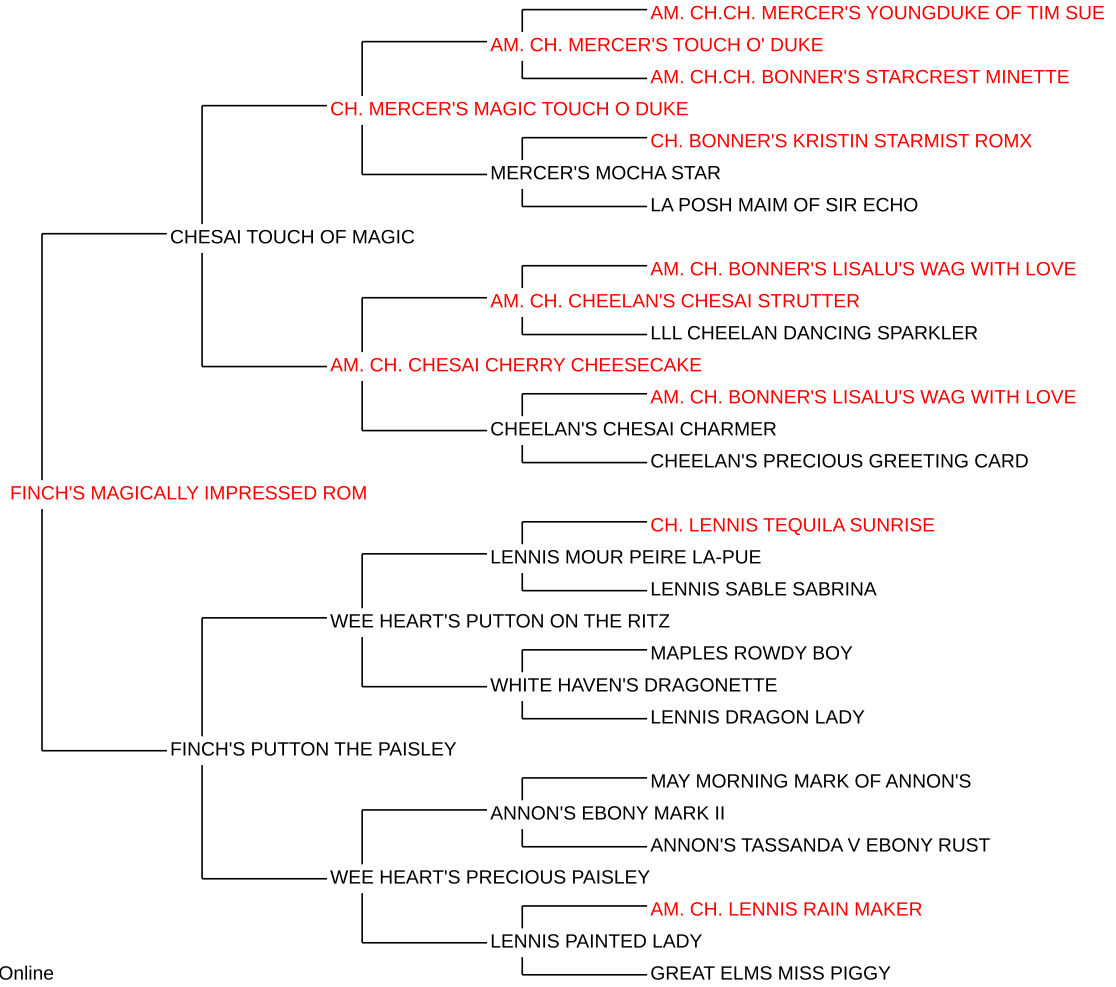 AM. CH.CH. MERCER'S YOUNGDUKE OF TIM SUE
AM. CH. MERCER'S TOUCH O' DUKE
AM. CH.CH. BONNER'S STARCREST MINETTE
CH. MERCER'S MAGIC TOUCH O DUKE
CH. BONNER'S KRISTIN STARMIST ROMX
MERCER'S MOCHA STAR
LA POSH MAIM OF SIR ECHO
CHESAI TOUCH OF MAGIC
AM. CH. BONNER'S LISALU'S WAG WITH LOVE
AM. CH. CHEELAN'S CHESAI STRUTTER
LLL CHEELAN DANCING SPARKLER
AM. CH. CHESAI CHERRY CHEESECAKE
AM. CH. BONNER'S LISALU'S WAG WITH LOVE
CHEELAN'S CHESAI CHARMER
CHEELAN'S PRECIOUS GREETING CARD
FINCH'S MAGICALLY IMPRESSED ROM
CH. LENNIS TEQUILA SUNRISE
LENNIS MOUR PEIRE LA-PUE
LENNIS SABLE SABRINA
WEE HEART'S PUTTON ON THE RITZ
MAPLES ROWDY BOY
WHITE HAVEN'S DRAGONETTE
LENNIS DRAGON LADY
FINCH'S PUTTON THE PAISLEY
MAY MORNING MARK OF ANNON'S
ANNON'S EBONY MARK II
ANNON'S TASSANDA V EBONY RUST
WEE HEART'S PRECIOUS PAISLEY
AM. CH. LENNIS RAIN MAKER
LENNIS PAINTED LADY
GREAT ELMS MISS PIGGY
Online